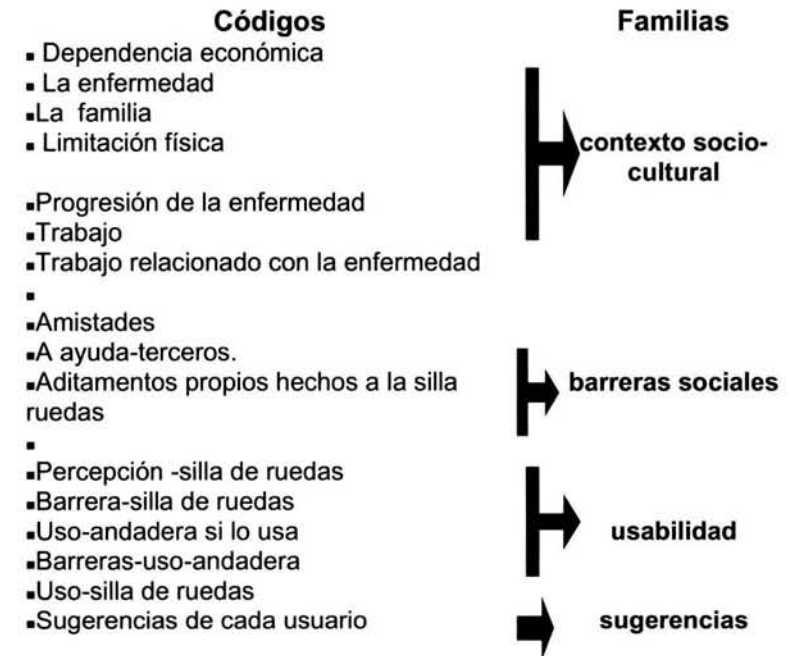 Códigos
Familias
▪ Dependencia económica
▪ La enfermedad
▪La familia
▪ Limitación física
contexto socio-
cultural
▪Progresión de la enfermedad
▪Trabajo
▪Trabajo relacionado con la enfermedad
▪
▪Amistades
▪A ayuda-terceros.
▪Aditamentos propios hechos a la silla
ruedas
barreras sociales
▪
▪Percepción -silla de ruedas
▪Barrera-silla de ruedas
▪Uso-andadera si lo usa
▪Barreras-uso-andadera
▪Uso-silla de ruedas
usabilidad
▪Sugerencias de cada usuario
sugerencias